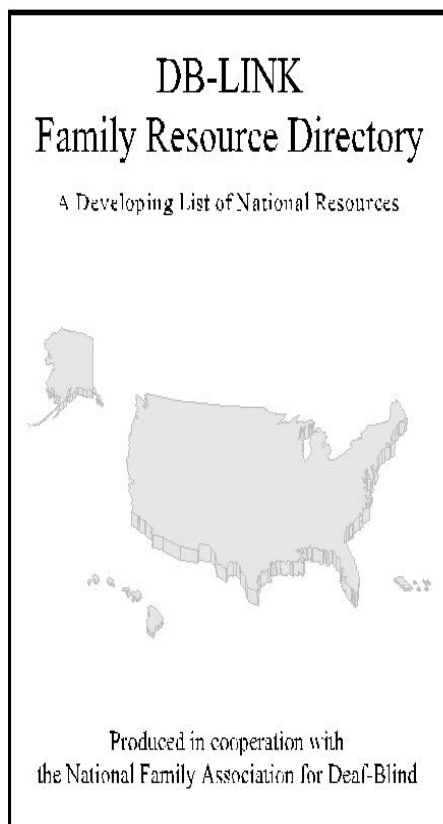 DB-LINK
Family Resource Directory
A Developing List of National Resources
Produced in cooperation with
the National Family Association for Deaf-Blind